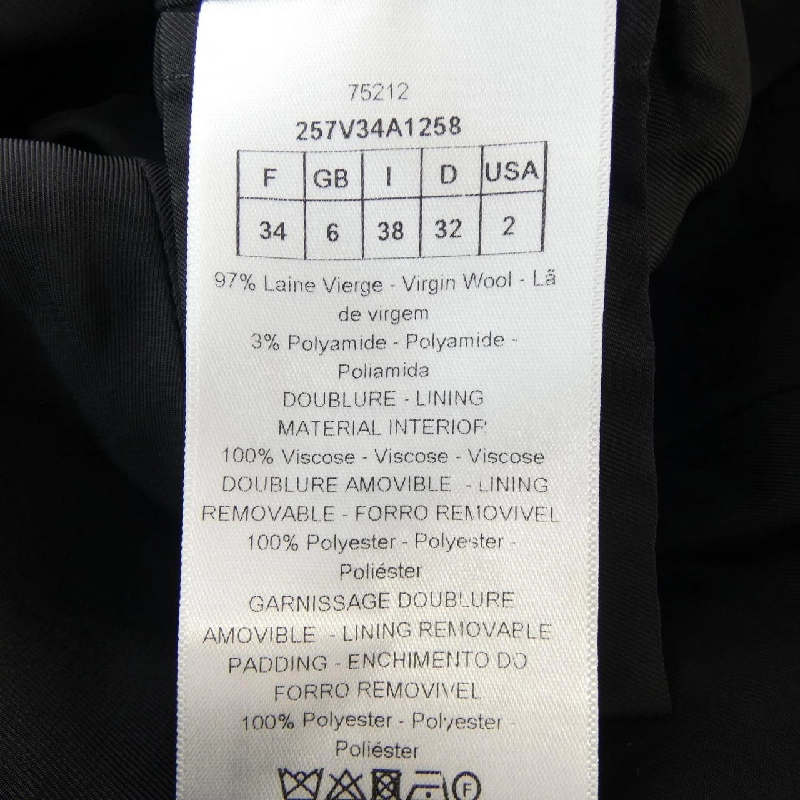 75212
257V34A1258
F GB I D USA
34 6 38 32 2
97% Laine Vierge - Virgin Wool - Lã
de virgem
3% Polyamide - Polyamide -
Poliamida
DOUBLURE - LINING
MATERIAL INTERIOR
100% Viscose - Viscose - Viscose
DOUBLURE AMOVIBLE - LINING
REMOVABLE - FORRO REMOVIVEL
100% Polyester - Polyester -
Poliéster
GARNISSAGE DOUBLURE
AMOVIBLE - LINING REMOVABLE
PADDING - ENCHIMENTO DO
FORRO REMOVIVEL
100% Polyester - Polyester -
Poliéster
F